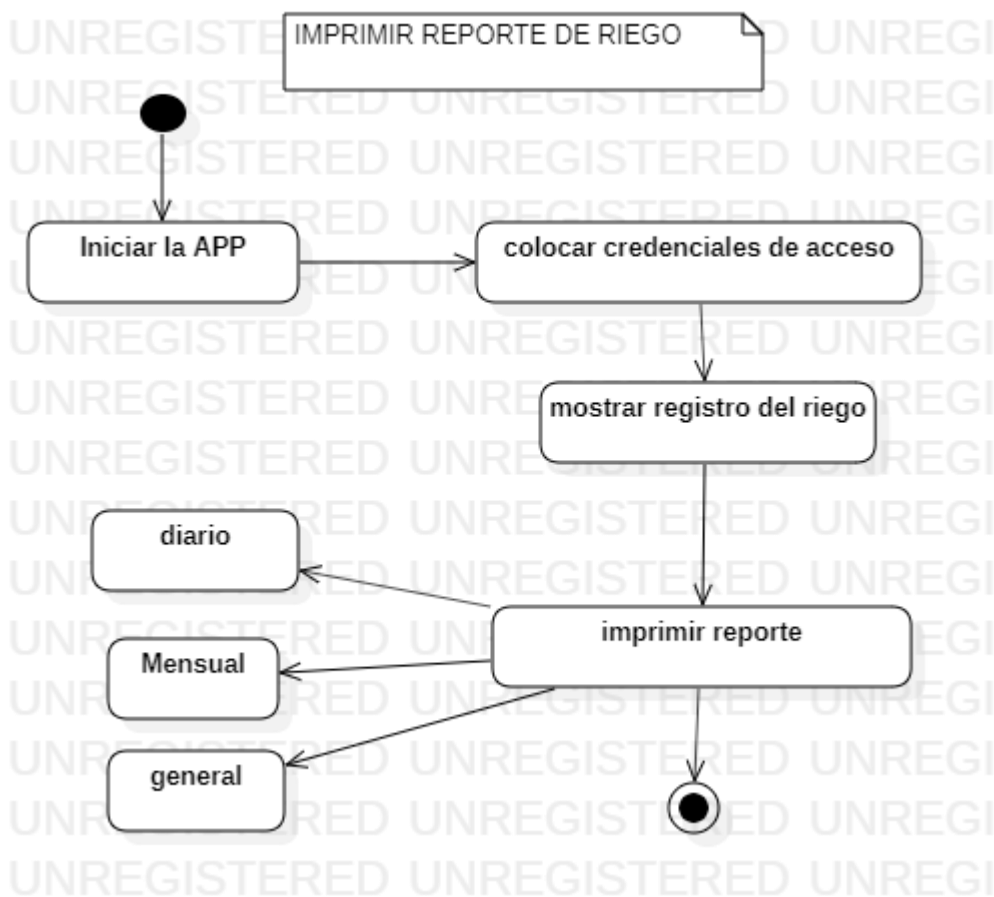 IMPRIMIR REPORTE DE RIEGO
Iniciar la APP
colocar credenciales de acceso
mostrar registro del riego
diario
imprimir reporte
Mensual
general
UNREGISTERED